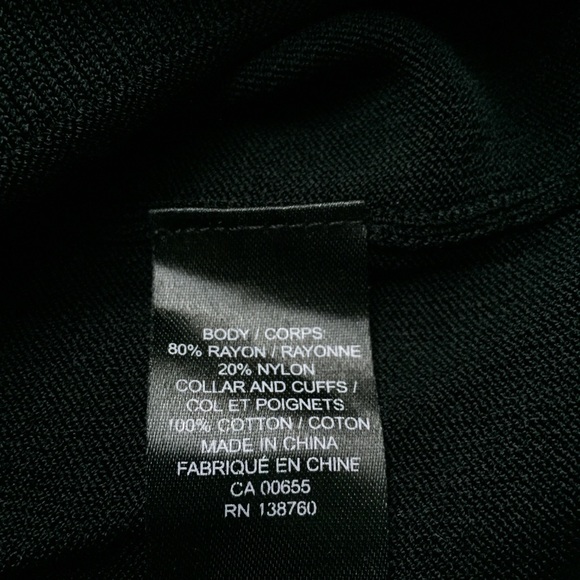 BODY / CORPS
80% RAYON / RAYONNE
20% NYLON
COLLAR AND CUFFS /
COL ET POIGNETS
100% COTTON / COTON
MADE IN CHINA
FABRIQUÉ EN CHINE
CA 00655
RN 138760